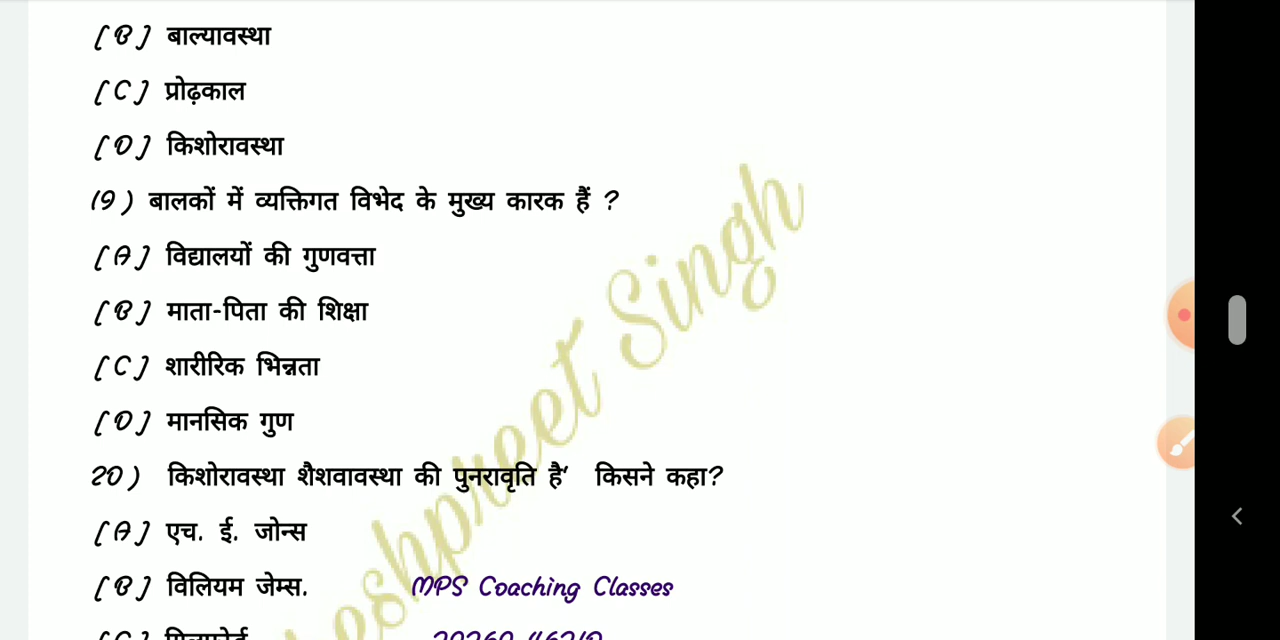 [B] बाल्यावस्था
[C] प्रोढ़काल
[D] किशोरावस्था
(9) बालकों में व्यक्तिगत विभेद के मुख्य कारक हैं ?
[A] विद्यालयों की गुणवत्ता
[B] माता-पिता की शिक्षा
[C] शारीरिक भिन्नता
[D] मानसिक गुण
20) किशोरावस्था शैशवावस्था की पुनरावृति है’ किसने कहा?
[A] एच. ई. जोन्स
[B] विलियम जेम्स. MPS Coaching Classes
[C]
Singh